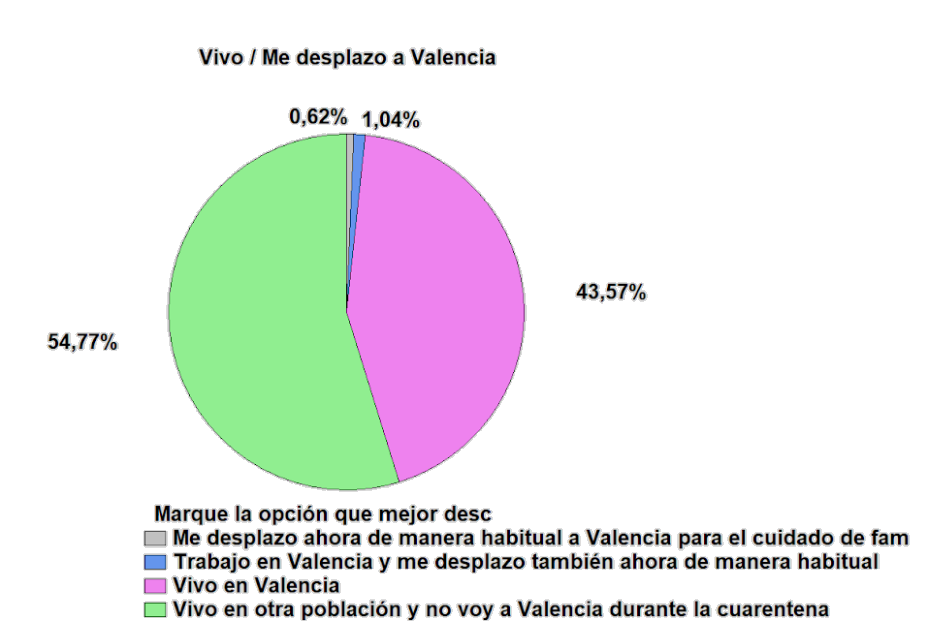 Vivo / Me desplazo a Valencia
0,62% 1,04%
43,57%
54,77%
Marque la opción que mejor desc
Me desplazo ahora de manera habitual a Valencia para el cuidado de fam
Trabajo en Valencia y me desplazo también ahora de manera habitual
Vivo en Valencia
Vivo en otra población y no voy a Valencia durante la cuarentena